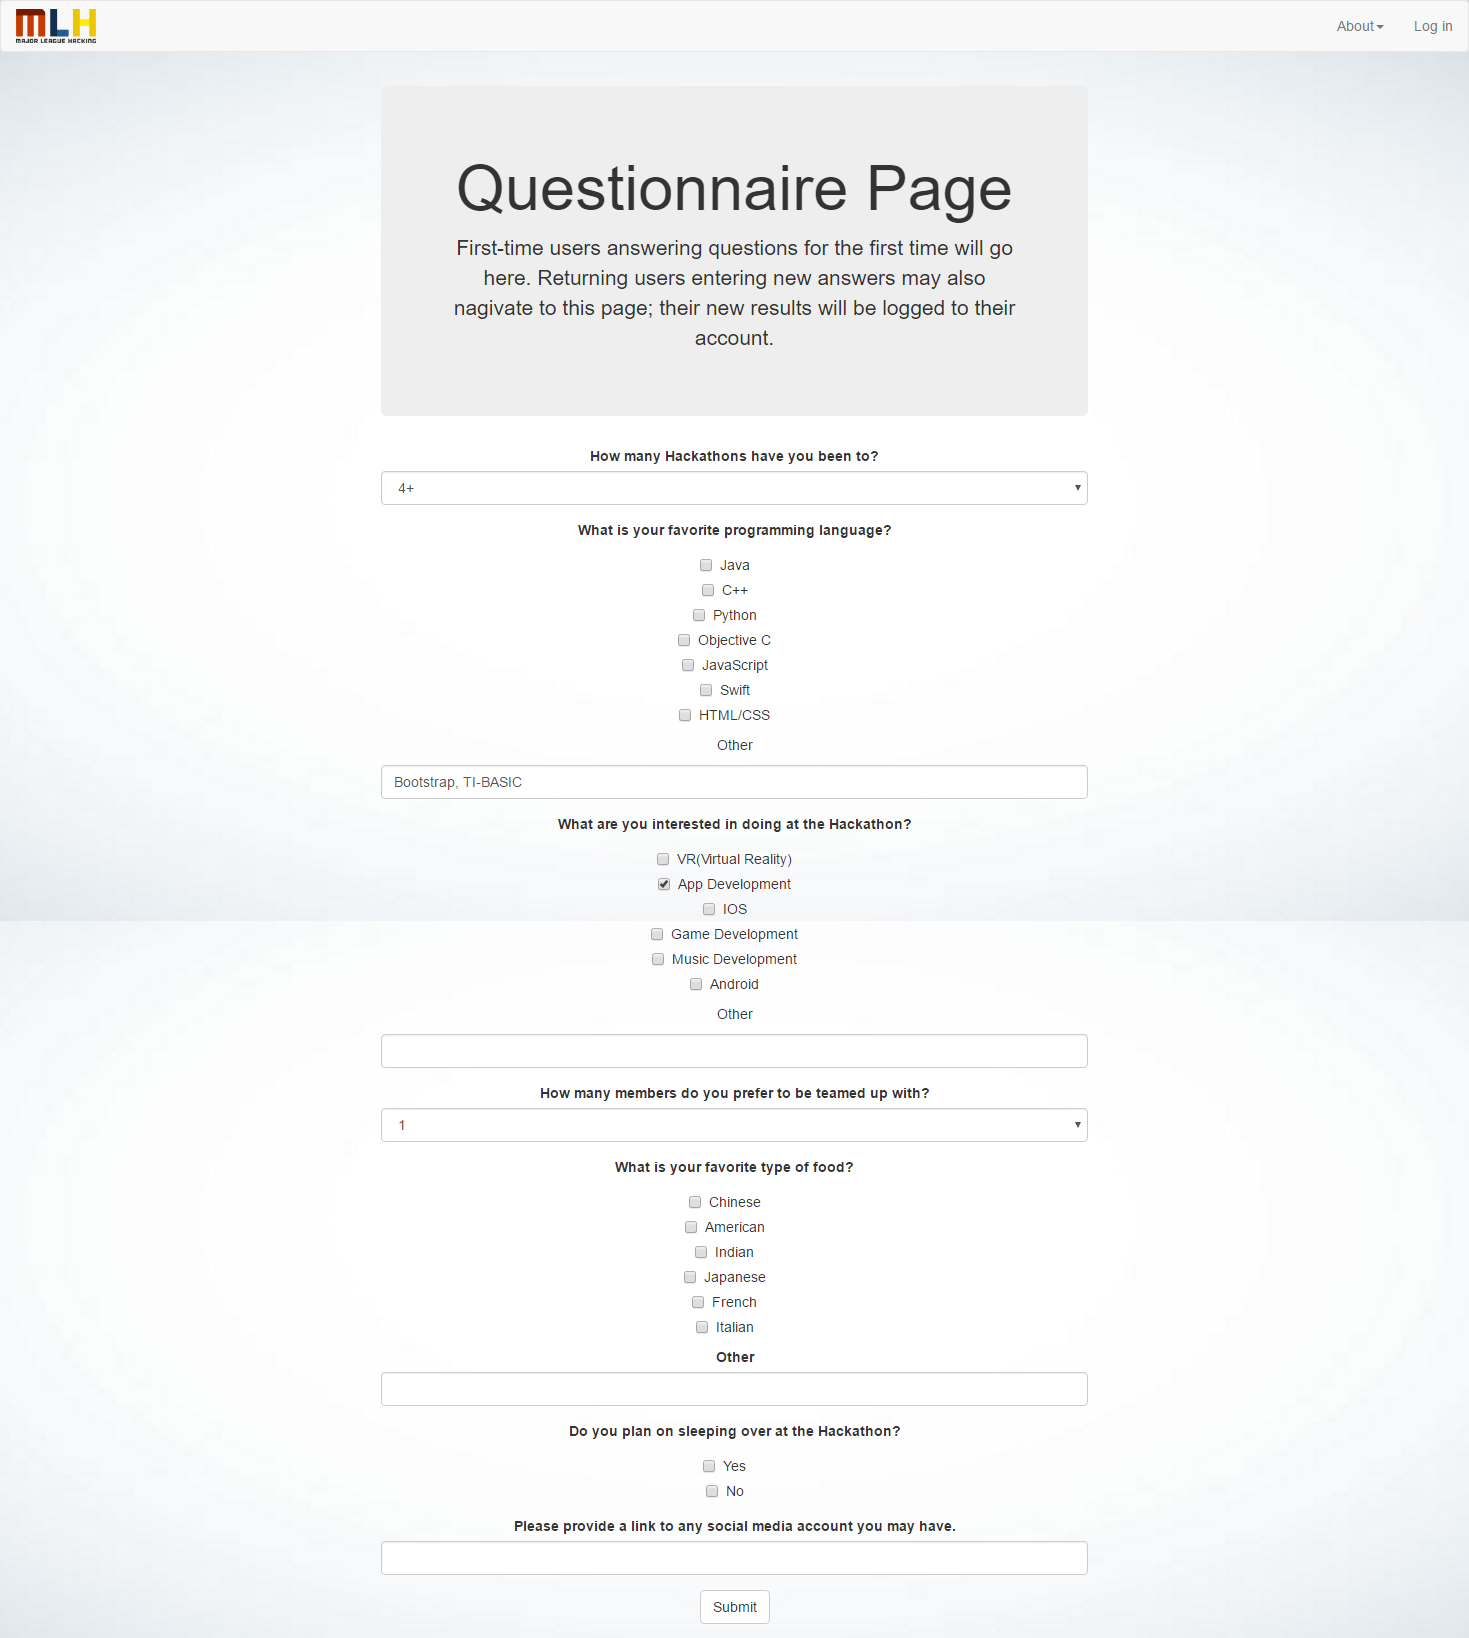 MLH
MAJOR LEAGUE HACKING
About
Log in
Questionnaire Page
First-time users answering questions for the first time will go
here. Returning users entering new answers may also
nagivate to this page; their new results will be logged to their
account.
How many Hackathons have you been to?
4+
What is your favorite programming language?
Java
C++
Python
Objective C
JavaScript
Swift
HTML/CSS
Other
Bootstrap, TI-BASIC
What are you interested in doing at the Hackathon?
VR(Virtual Reality)
App Development
IOS
Game Development
Music Development
Android
Other
How many members do you prefer to be teamed up with?
1
What is your favorite type of food?
Chinese
American
Indian
Japanese
French
Italian
Other
Do you plan on sleeping over at the Hackathon?
Yes
No
Please provide a link to any social media account you may have.
Submit